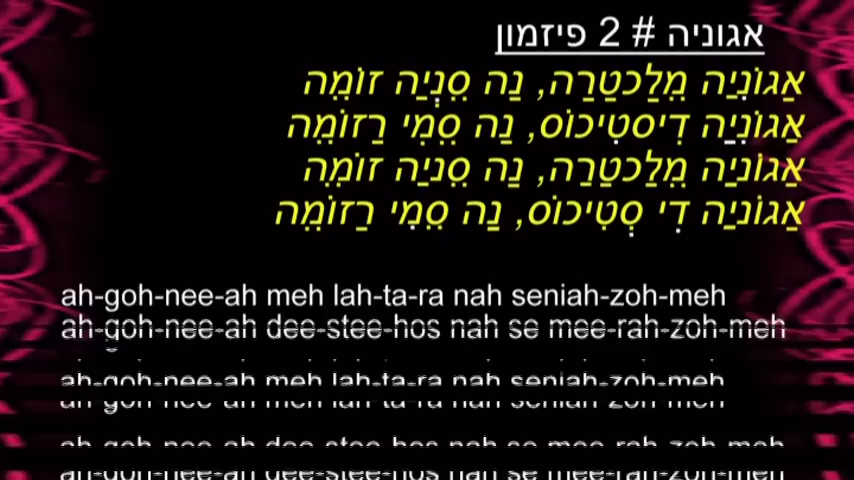 אגוניה # 2 פיזמון
אַגוֹנִיַה מֶלַכטַרַה, נַה סֶנְיַה זוֹמֶה
אַגוֹנִיַה דִיסטִיכוֹס, נַה סֶמִי רַזוֹמֶה
אַגוֹנִיַה מֶלַכטַרַה, נַה סֶניַה זוֹמֶה
אַגוֹניַה דִי סְטִיכוֹס, נַה סֶמִי רַזוֹמֶה
ah-goh-nee-ah meh lah-ta-ra nah seniah-zoh-meh
ah-goh-nee-ah dee-stee-hos nah se mee-rah-zoh-meh
ah-goh-nee-ah meh lah-ta-ra nah seniah-zoh-meh
ah-goh-nee-ah dee-stee-hos nah se mee-rah-zoh-meh